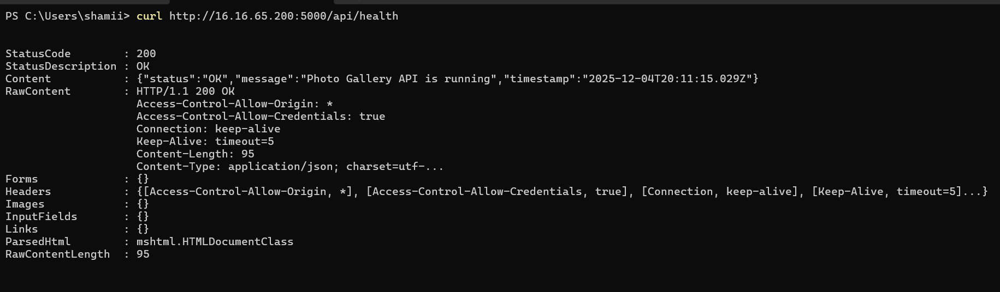 PS C:\Users\shamii> curl http://16.16.65.200:5000/api/health
StatusCode        : 200
StatusDescription : OK
Content           : {"status":"OK","message":"Photo Gallery API is running","timestamp":"2025-12-04T20:11:15.029Z"}
RawContent        : HTTP/1.1 200 OK
                    Access-Control-Allow-Origin: *
                    Access-Control-Allow-Credentials: true
                    Connection: keep-alive
                    Keep-Alive: timeout=5
                    Content-Length: 95
                    Content-Type: application/json; charset=utf-...
Forms             : {}
Headers           : {[Access-Control-Allow-Origin, *], [Access-Control-Allow-Credentials, true], [Connection, keep-alive], [Keep-Alive, timeout=5]...}
Images            : {}
InputFields       : {}
Links             : {}
ParsedHtml        : mshtml.HTMLDocumentClass
RawContentLength  : 95